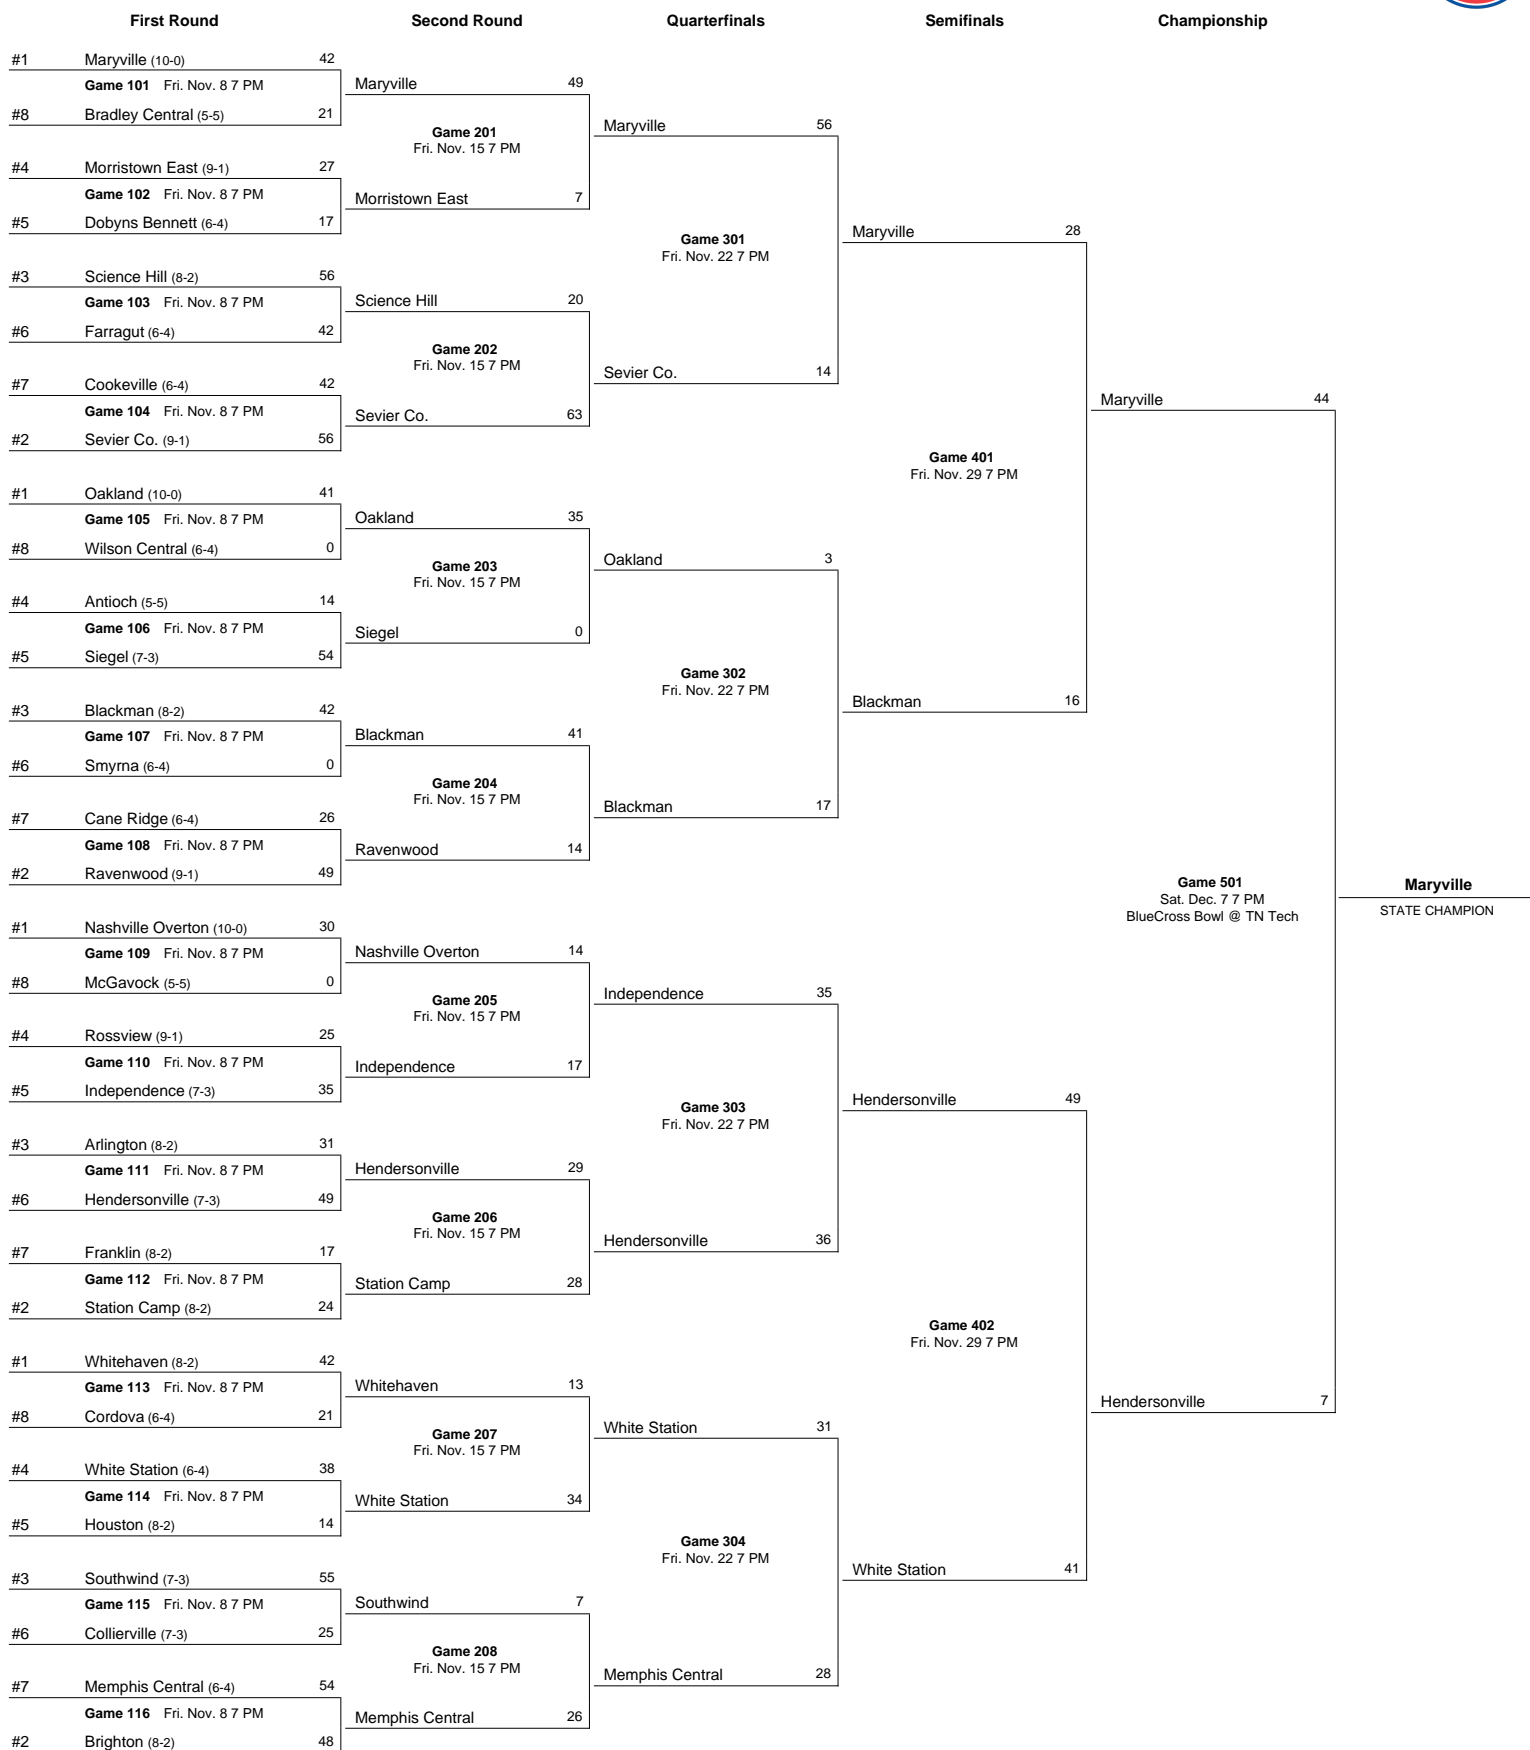 First Round Second Round Quarterfinals Semifinals Championship
#1 Maryville (10-0) 42
Game 101 Fri. Nov. 8 7 PM
#8 Bradley Central (5-5) 21
#4 Morristown East (9-1) 27
Game 102 Fri. Nov. 8 7 PM
#5 Dobyns Bennett (6-4) 17
#3 Science Hill (8-2) 56
Game 103 Fri. Nov. 8 7 PM
#6 Farragut (6-4) 42
#7 Cookeville (6-4) 42
Game 104 Fri. Nov. 8 7 PM
#2 Sevier Co. (9-1) 56
#1 Oakland (10-0) 41
Game 105 Fri. Nov. 8 7 PM
#8 Wilson Central (6-4) 0
#4 Antioch (5-5) 14
Game 106 Fri. Nov. 8 7 PM
#5 Siegel (7-3) 54
#3 Blackman (8-2) 42
Game 107 Fri. Nov. 8 7 PM
#6 Smyrna (6-4) 0
#7 Cane Ridge (6-4) 26
Game 108 Fri. Nov. 8 7 PM
#2 Ravenwood (9-1) 49
#1 Nashville Overton (10-0) 30
Game 109 Fri. Nov. 8 7 PM
#8 McGavock (5-5) 0
#4 Rossview (9-1) 25
Game 110 Fri. Nov. 8 7 PM
#5 Independence (7-3) 35
#3 Arlington (8-2) 31
Game 111 Fri. Nov. 8 7 PM
#6 Hendersonville (7-3) 49
#7 Franklin (8-2) 17
Game 112 Fri. Nov. 8 7 PM
#2 Station Camp (8-2) 24
#1 Whitehaven (8-2) 42
Game 113 Fri. Nov. 8 7 PM
#8 Cordova (6-4) 21
#4 White Station (6-4) 38
Game 114 Fri. Nov. 8 7 PM
#5 Houston (8-2) 14
#3 Southwind (7-3) 55
Game 115 Fri. Nov. 8 7 PM
#6 Collierville (7-3) 25
#7 Memphis Central (6-4) 54
Game 116 Fri. Nov. 8 7 PM
#2 Brighton (8-2) 48
Maryville 49
Game 201
Fri. Nov. 15 7 PM
Morristown East 7
Science Hill 20
Game 202
Fri. Nov. 15 7 PM
Sevier Co. 63
Oakland 35
Game 203
Fri. Nov. 15 7 PM
Siegel 0
Blackman 41
Game 204
Fri. Nov. 15 7 PM
Ravenwood 14
Nashville Overton 14
Game 205
Fri. Nov. 15 7 PM
Independence 17
Hendersonville 29
Game 206
Fri. Nov. 15 7 PM
Station Camp 28
Whitehaven 13
Game 207
Fri. Nov. 15 7 PM
White Station 34
Southwind 7
Game 208
Fri. Nov. 15 7 PM
Memphis Central 26
Maryville 56
Game 301
Fri. Nov. 22 7 PM
Sevier Co. 14
Oakland 3
Game 302
Fri. Nov. 22 7 PM
Blackman 17
Independence 35
Game 303
Fri. Nov. 22 7 PM
Hendersonville 36
White Station 31
Game 304
Fri. Nov. 22 7 PM
Memphis Central 28
Maryville 28
Game 401
Fri. Nov. 29 7 PM
Blackman 16
Hendersonville 49
Game 402
Fri. Nov. 29 7 PM
White Station 41
Maryville 44
Game 501
Sat. Dec. 7 7 PM
BlueCross Bowl @ TN Tech
Hendersonville 7
Maryville
STATE CHAMPION